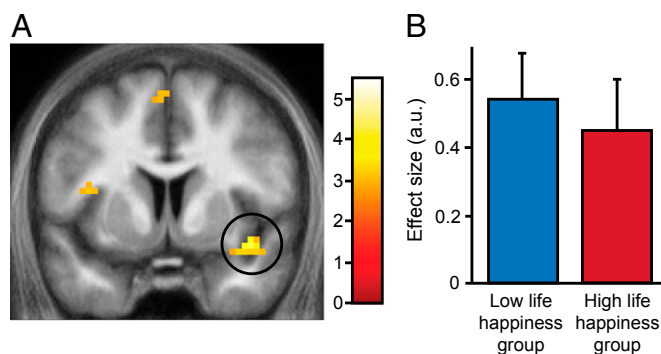 A
5
4
3
2
1
0
B
Effect size (a.u.)
0.6
0.4
0.2
0
Low life
happiness
group
High life
happiness
group